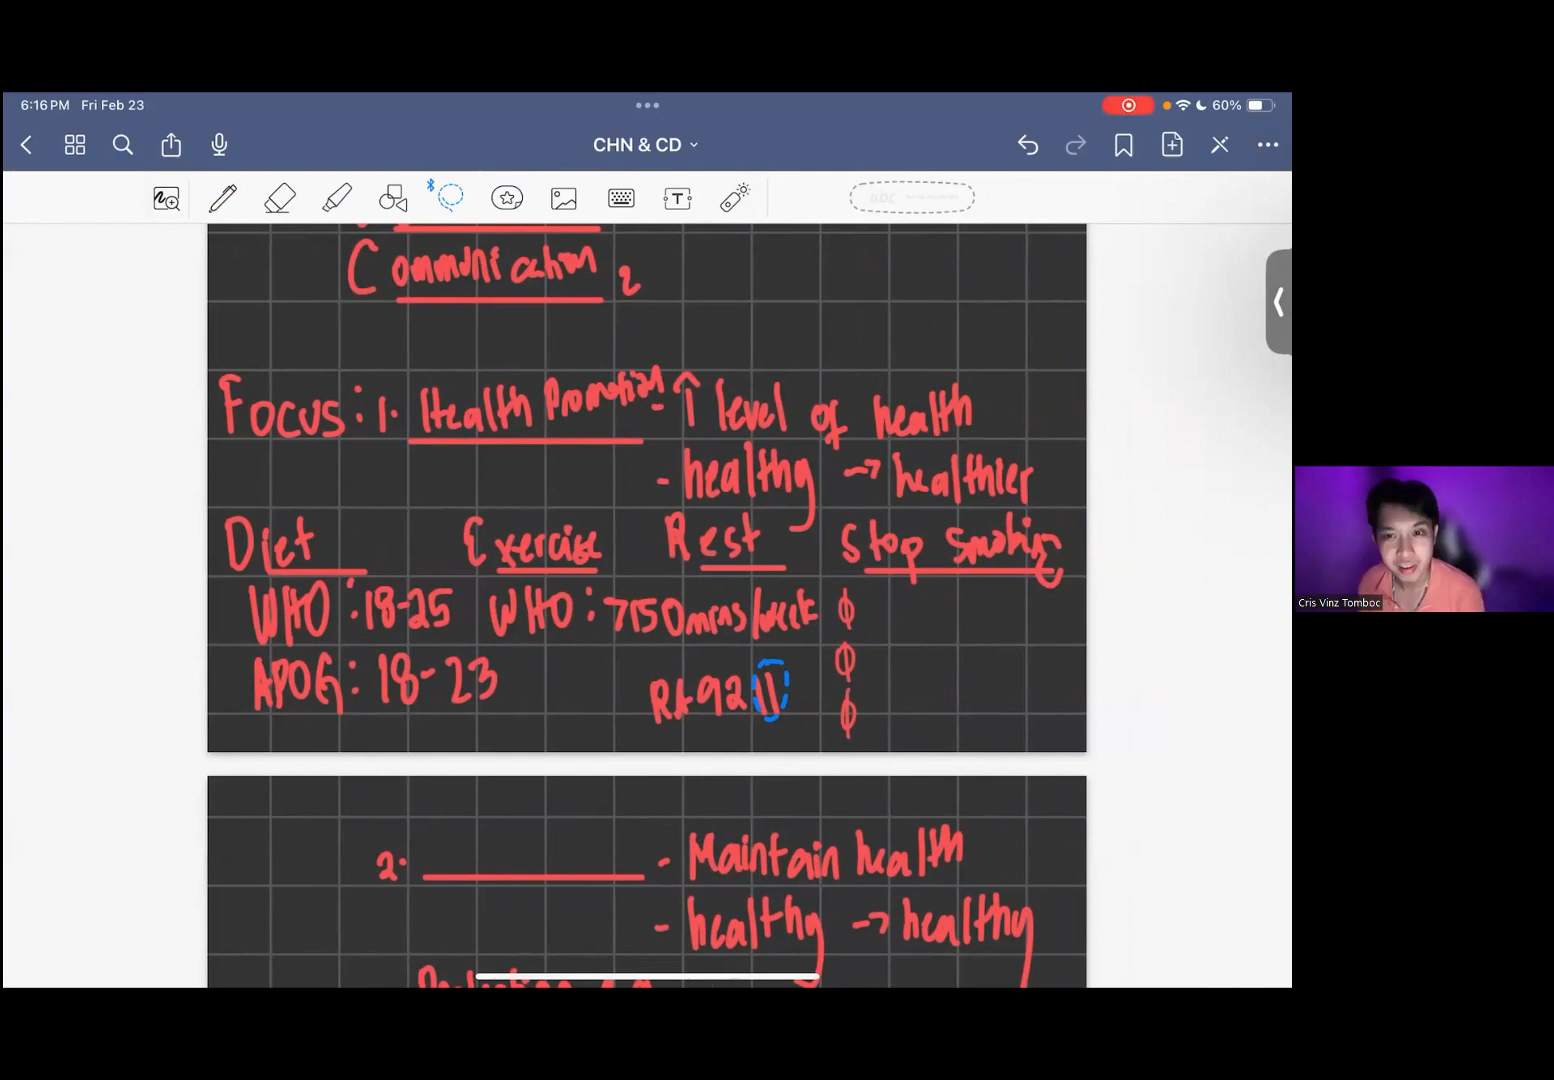 6:16 PM Fri Feb 23
60%
CHN & CD
T
Communication 2
Focus: 1. Health Promotion - ↑ level of health
- healthy → healthier
Diet Exercise Rest Stop smoking
WHO: 18-25 WHO: 7150mins/week
APOG: 18-23
RA 9211
2. - Maintain health
- healthy → healthy
Cris Vinz Tomboc